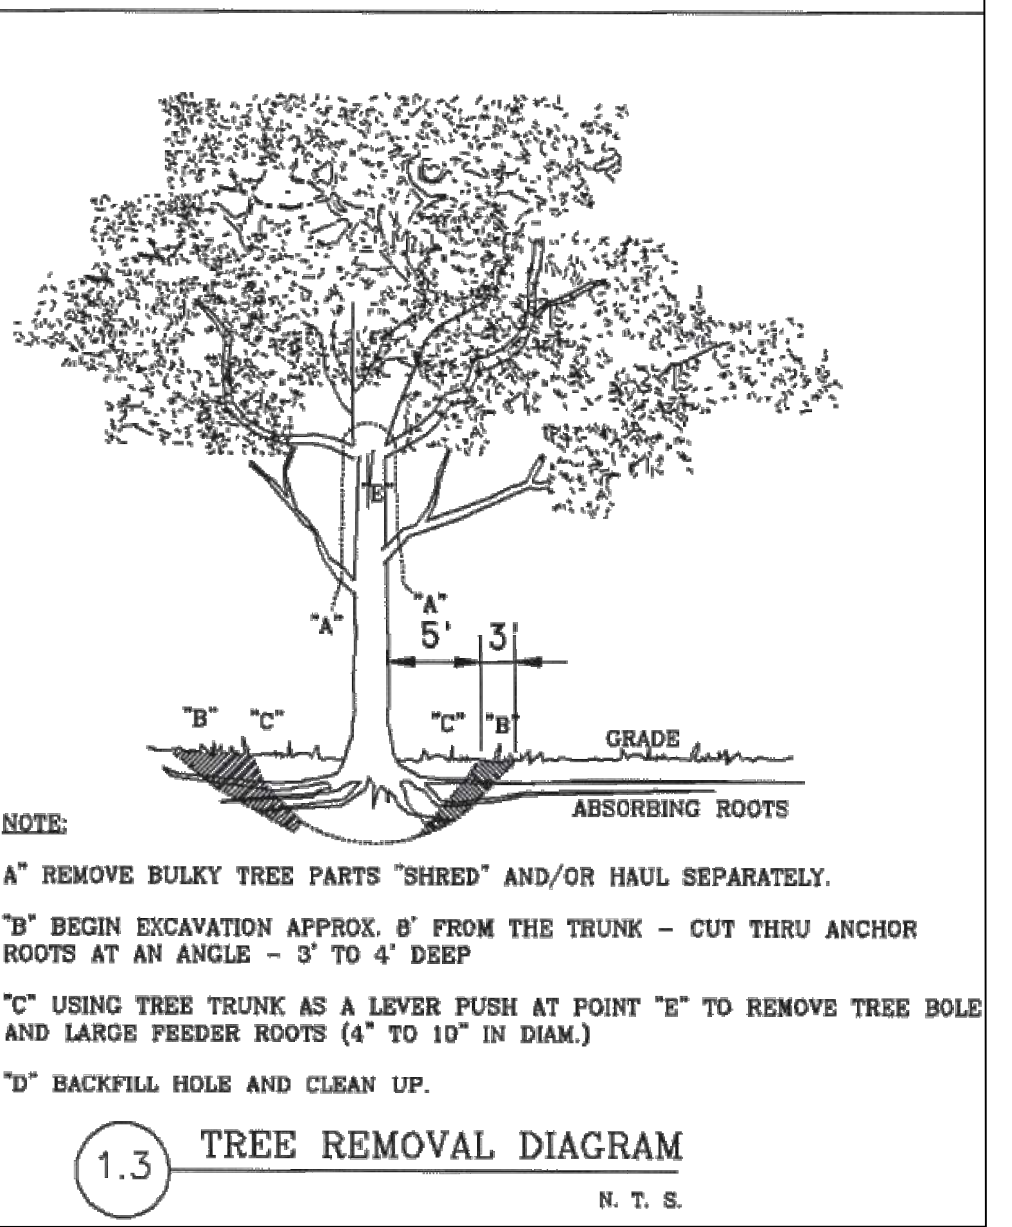 "E"
"A"
"A"
5' 3'
"B" "C" "C" "B"
GRADE
ABSORBING ROOTS
NOTE:
A" REMOVE BULKY TREE PARTS "SHRED" AND/OR HAUL SEPARATELY.
"B" BEGIN EXCAVATION APPROX. 8' FROM THE TRUNK – CUT THRU ANCHOR
ROOTS AT AN ANGLE – 3' TO 4' DEEP
"C" USING TREE TRUNK AS A LEVER PUSH AT POINT "E" TO REMOVE TREE BOLE
AND LARGE FEEDER ROOTS (4" TO 10" IN DIAM.)
"D" BACKFILL HOLE AND CLEAN UP.
1.3 TREE REMOVAL DIAGRAM
N. T. S.